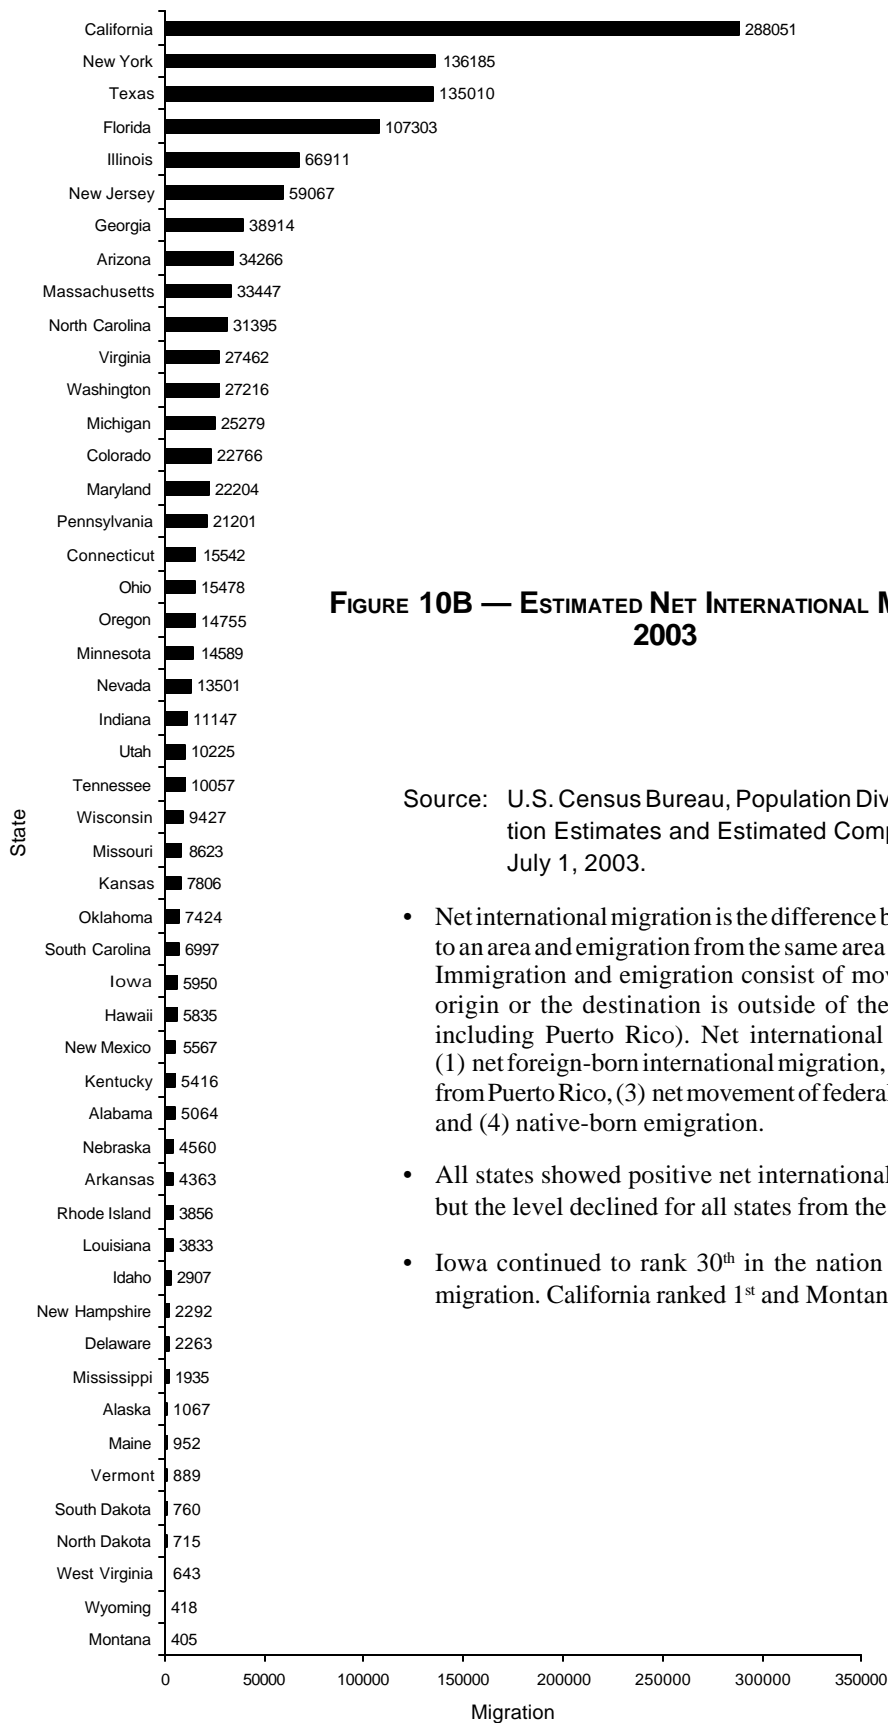 California 288051
New York 136185
Texas 135010
Florida 107303
Illinois 66911
New Jersey 59067
Georgia 38914
Arizona 34266
Massachusetts 33447
North Carolina 31395
Virginia 27462
Washington 27216
Michigan 25279
Colorado 22766
Maryland 22204
Pennsylvania 21201
Connecticut 15542
Ohio 15478
Oregon 14755
Minnesota 14589
Nevada 13501
Indiana 11147
Utah 10225
Tennessee 10057
Wisconsin 9427
Missouri 8623
Kansas 7806
Oklahoma 7424
South Carolina 6997
Iowa 5950
Hawaii 5835
New Mexico 5567
Kentucky 5416
Alabama 5064
Nebraska 4560
Arkansas 4363
Rhode Island 3856
Louisiana 3833
Idaho 2907
New Hampshire 2292
Delaware 2263
Mississippi 1935
Alaska 1067
Maine 952
Vermont 889
South Dakota 760
North Dakota 715
West Virginia 643
Wyoming 418
Montana 405
State
0 50000 100000 150000 200000 250000 300000 350000
Migration
FIGURE 10B — ESTIMATED NET INTERNATIONAL
2003
Source: U.S. Census Bureau, Population Div
tion Estimates and Estimated Comp
July 1, 2003.
• Net international migration is the difference b
to an area and emigration from the same area
Immigration and emigration consist of mov
origin or the destination is outside of the
including Puerto Rico). Net international
(1) net foreign-born international migration,
from Puerto Rico, (3) net movement of federal
and (4) native-born emigration.
• All states showed positive net international
but the level declined for all states from the
• Iowa continued to rank 30th in the nation
migration. California ranked 1st and Montan